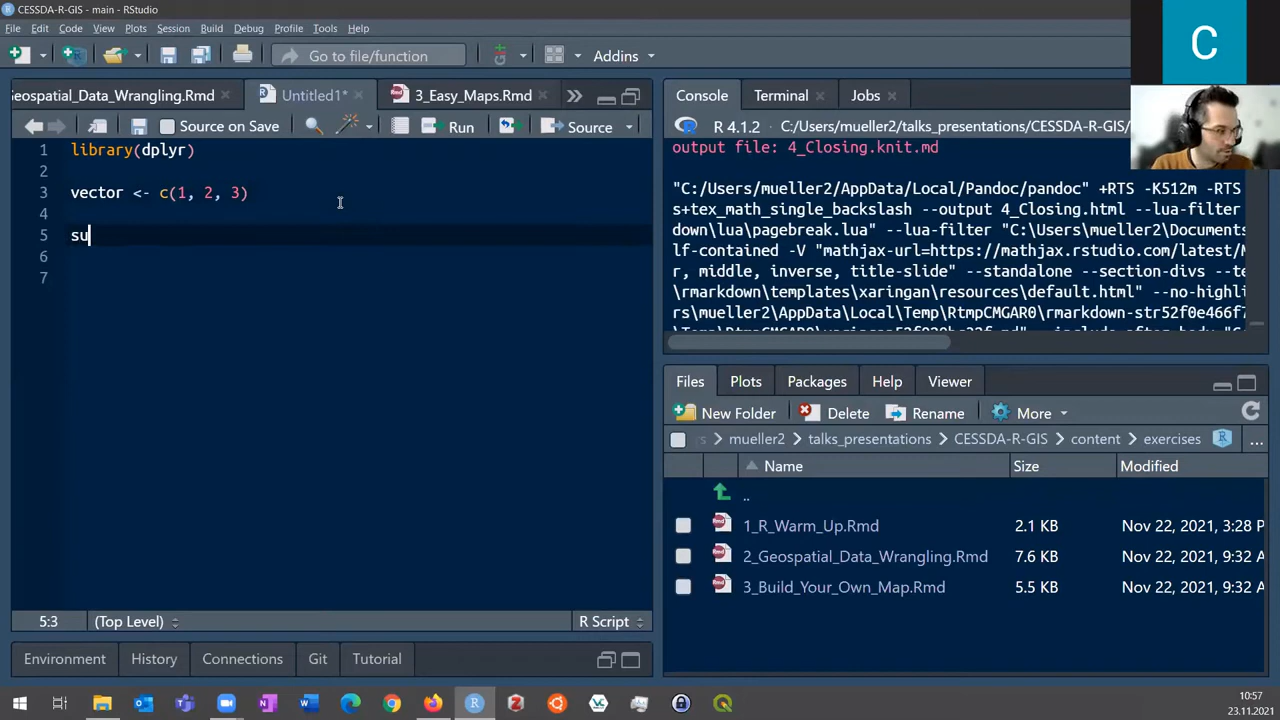 CESSDA-R-GIS - main - RStudio
File Edit Code View Plots Session Build Debug Profile Tools Help
Go to file/function
Addins
C
Geospatial_Data_Wrangling.Rmd
Untitled1*
3_Easy_Maps.Rmd
Source on Save
Run
Source
1 library(dplyr)
2
3 vector <- c(1, 2, 3)
4
5 su
6
7
5:3
(Top Level)
R Script
Environment
History
Connections
Git
Tutorial
Console
Terminal
Jobs
R 4.1.2 · C:/Users/mueller2/talks_presentations/CESSDA-R-GIS/
output file: 4_Closing.knit.md
"C:/Users/mueller2/AppData/Local/Pandoc/pandoc" +RTS -K512m -RTS
s+tex_math_single_backslash --output 4_Closing.html --lua-filter
down\lua\pagebreak.lua" --lua-filter "C:\Users\mueller2\Documents
lf-contained -V "mathjax-url=https://mathjax.rstudio.com/latest/M
r, middle, inverse, title-slide" --standalone --section-divs --te
\rmarkdown\templates\xaringan\resources\default.html" --no-highli
rs\mueller2\AppData\Local\Temp\RtmpCMGAR0\rmarkdown-str52f0e466f7
Files
Plots
Packages
Help
Viewer
New Folder
Delete
Rename
More
mueller2
talks_presentations
CESSDA-R-GIS
content
exercises
...
Name
Size
Modified
..
1_R_Warm_Up.Rmd 2.1 KB Nov 22, 2021, 3:28 P
2_Geospatial_Data_Wrangling.Rmd 7.6 KB Nov 22, 2021, 9:32 A
3_Build_Your_Own_Map.Rmd 5.5 KB Nov 22, 2021, 9:32 A
10:57
23.11.2021